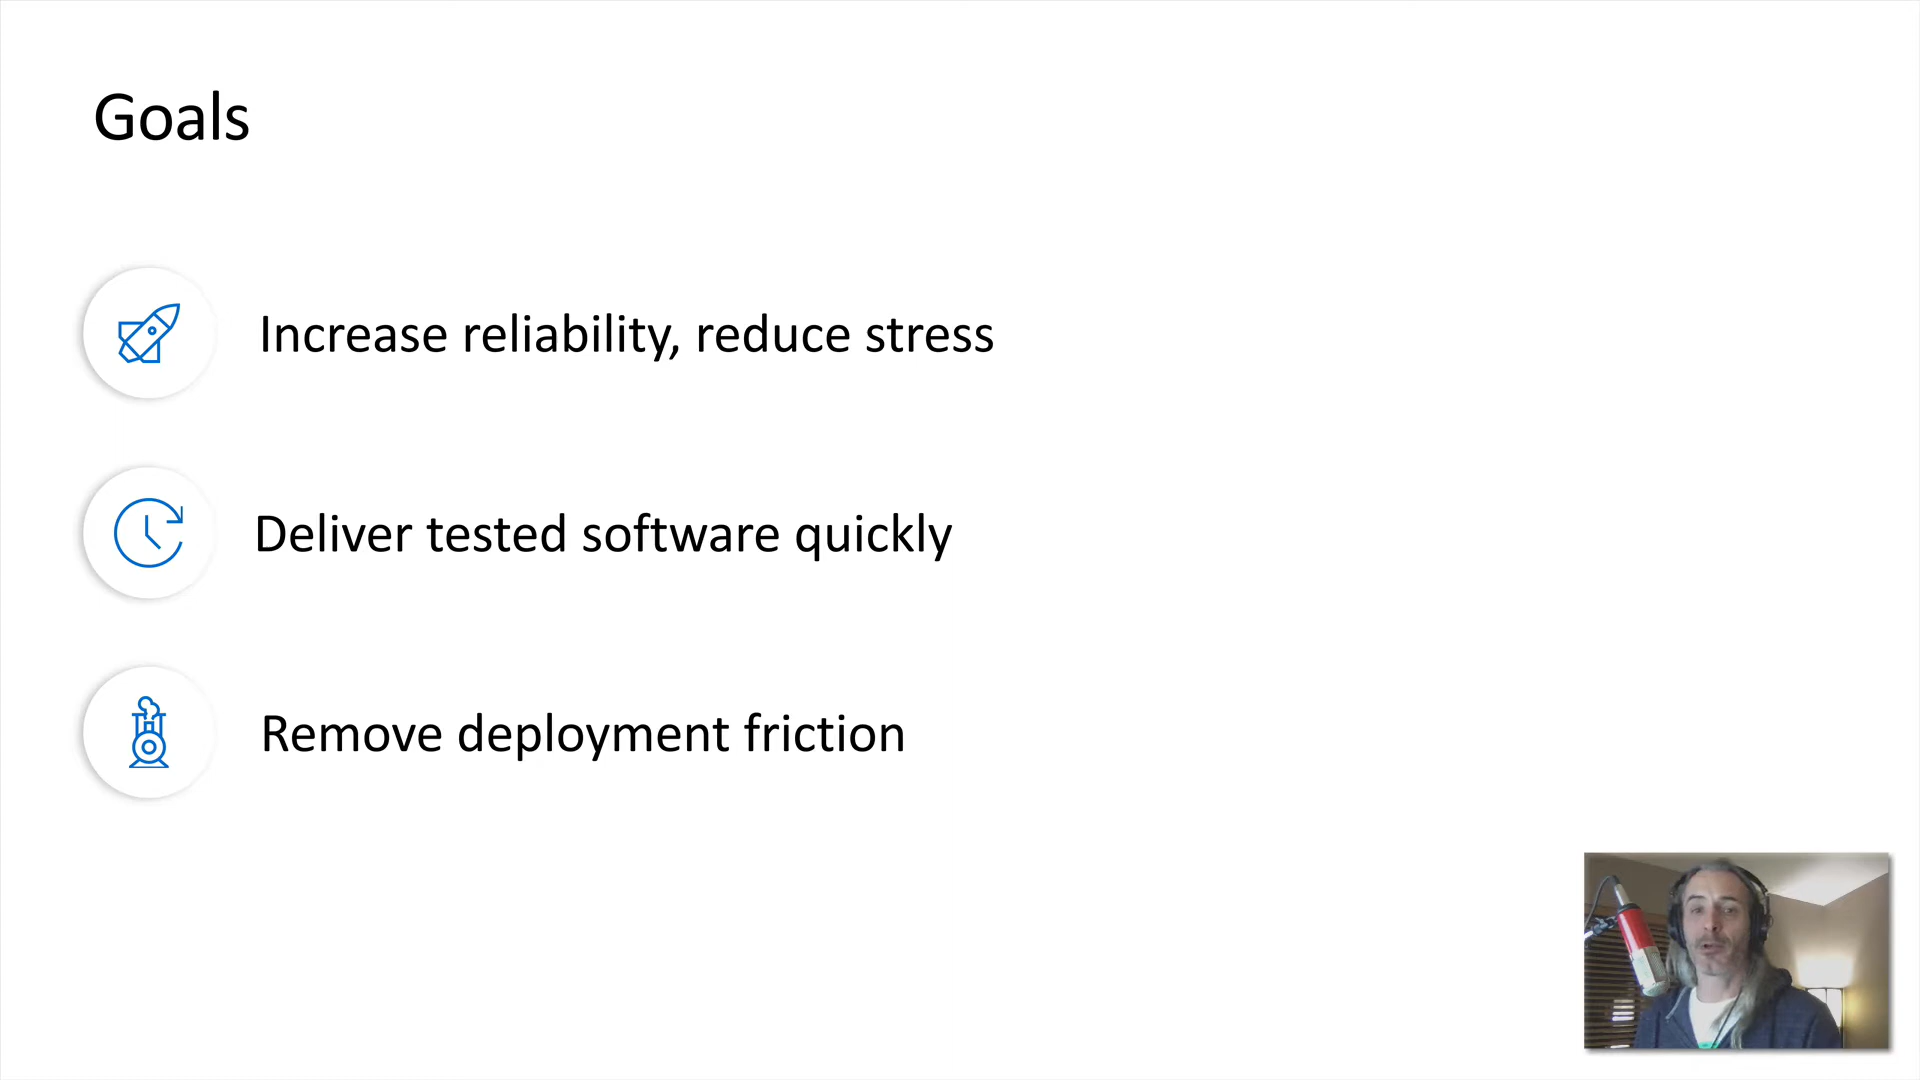 Goals
Increase reliability, reduce stress
Deliver tested software quickly
Remove deployment friction